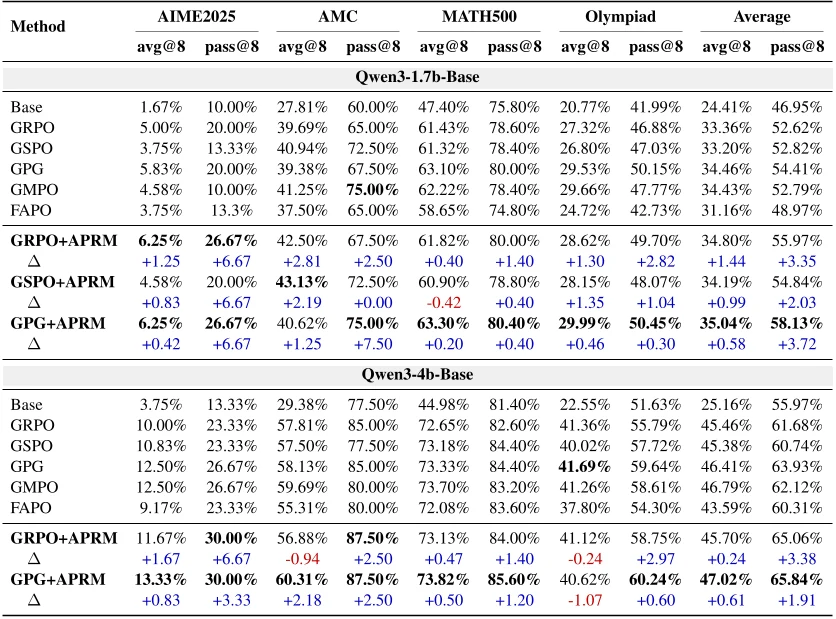 Method AIME2025 AMC MATH500 Olympiad Average
avg@8 pass@8 avg@8 pass@8 avg@8 pass@8 avg@8 pass@8 avg@8 pass@8
Qwen3-1.7b-Base
Base 1.67% 10.00% 27.81% 60.00% 47.40% 75.80% 20.77% 41.99% 24.41% 46.95%
GRPO 5.00% 20.00% 39.69% 65.00% 61.43% 78.60% 27.32% 46.88% 33.36% 52.62%
GSPO 3.75% 13.33% 40.94% 72.50% 61.32% 78.40% 26.80% 47.03% 33.20% 52.82%
GPG 5.83% 20.00% 39.38% 67.50% 63.10% 80.00% 29.53% 50.15% 34.46% 54.41%
GMPO 4.58% 10.00% 41.25% 75.00% 62.22% 78.40% 29.66% 47.77% 34.43% 52.79%
FAPO 3.75% 13.3% 37.50% 65.00% 58.65% 74.80% 24.72% 42.73% 31.16% 48.97%
GRPO+APRM 6.25% 26.67% 42.50% 67.50% 61.82% 80.00% 28.62% 49.70% 34.80% 55.97%
Δ +1.25 +6.67 +2.81 +2.50 +0.40 +1.40 +1.30 +2.82 +1.44 +3.35
GSPO+APRM 4.58% 20.00% 43.13% 72.50% 60.90% 78.80% 28.15% 48.07% 34.19% 54.84%
Δ +0.83 +6.67 +2.19 +0.00 -0.42 +0.40 +1.35 +1.04 +0.99 +2.03
GPG+APRM 6.25% 26.67% 40.62% 75.00% 63.30% 80.40% 29.99% 50.45% 35.04% 58.13%
Δ +0.42 +6.67 +1.25 +7.50 +0.20 +0.40 +0.46 +0.30 +0.58 +3.72
Qwen3-4b-Base
Base 3.75% 13.33% 29.38% 77.50% 44.98% 81.40% 22.55% 51.63% 25.16% 55.97%
GRPO 10.00% 23.33% 57.81% 85.00% 72.65% 82.60% 41.36% 55.79% 45.46% 61.68%
GSPO 10.83% 23.33% 57.50% 77.50% 73.18% 84.40% 40.02% 57.72% 45.38% 60.74%
GPG 12.50% 26.67% 58.13% 85.00% 73.33% 84.40% 41.69% 59.64% 46.41% 63.93%
GMPO 12.50% 26.67% 59.69% 80.00% 73.70% 83.20% 41.26% 58.61% 46.79% 62.12%
FAPO 9.17% 23.33% 55.31% 80.00% 72.08% 83.60% 37.80% 54.30% 43.59% 60.31%
GRPO+APRM 11.67% 30.00% 56.88% 87.50% 73.13% 84.00% 41.12% 58.75% 45.70% 65.06%
Δ +1.67 +6.67 -0.94 +2.50 +0.47 +1.40 -0.24 +2.97 +0.24 +3.38
GPG+APRM 13.33% 30.00% 60.31% 87.50% 73.82% 85.60% 40.62% 60.24% 47.02% 65.84%
Δ +0.83 +3.33 +2.18 +2.50 +0.50 +1.20 -1.07 +0.60 +0.61 +1.91